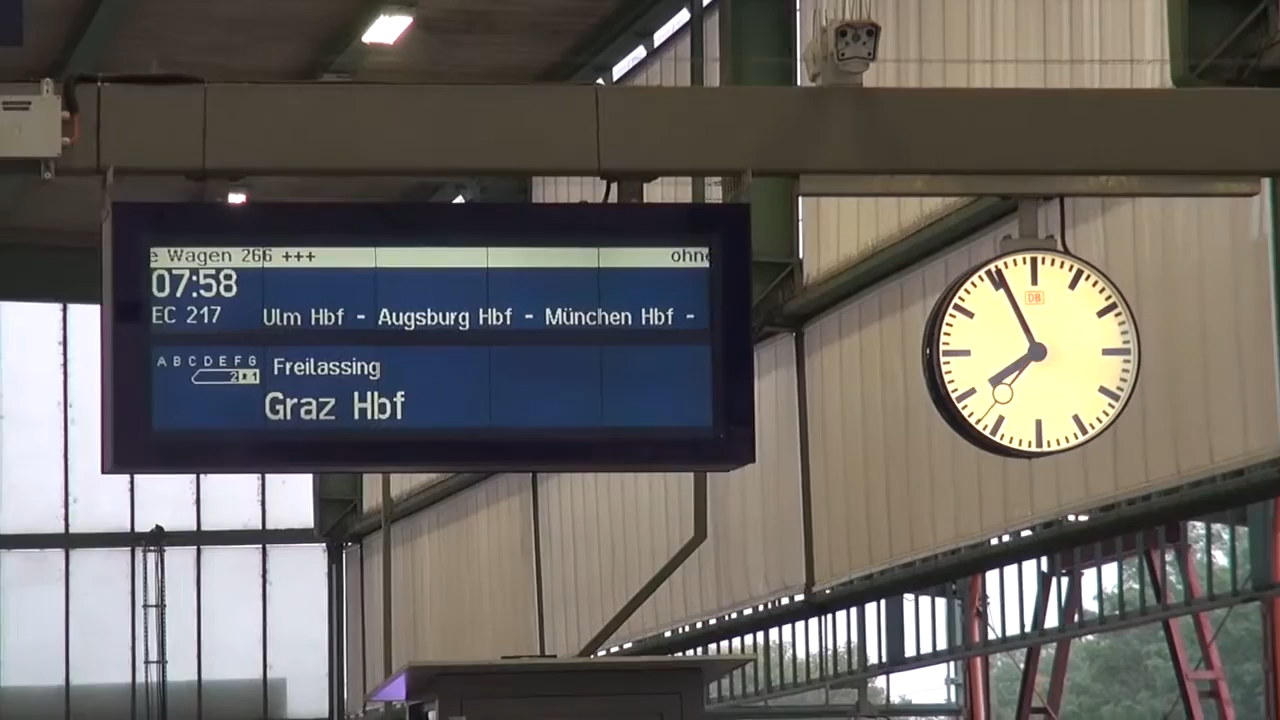 e Wagen 266 +++ ohne
07:58
EC 217 Ulm Hbf - Augsburg Hbf - München Hbf -
A B C D E F G Freilassing
2 1
Graz Hbf
DB